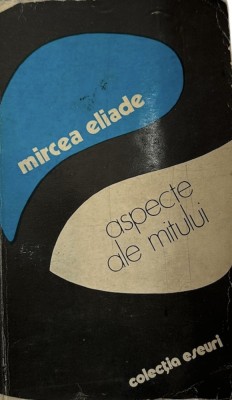 mircea eliade
aspecte
ale mitului
colecția eseuri